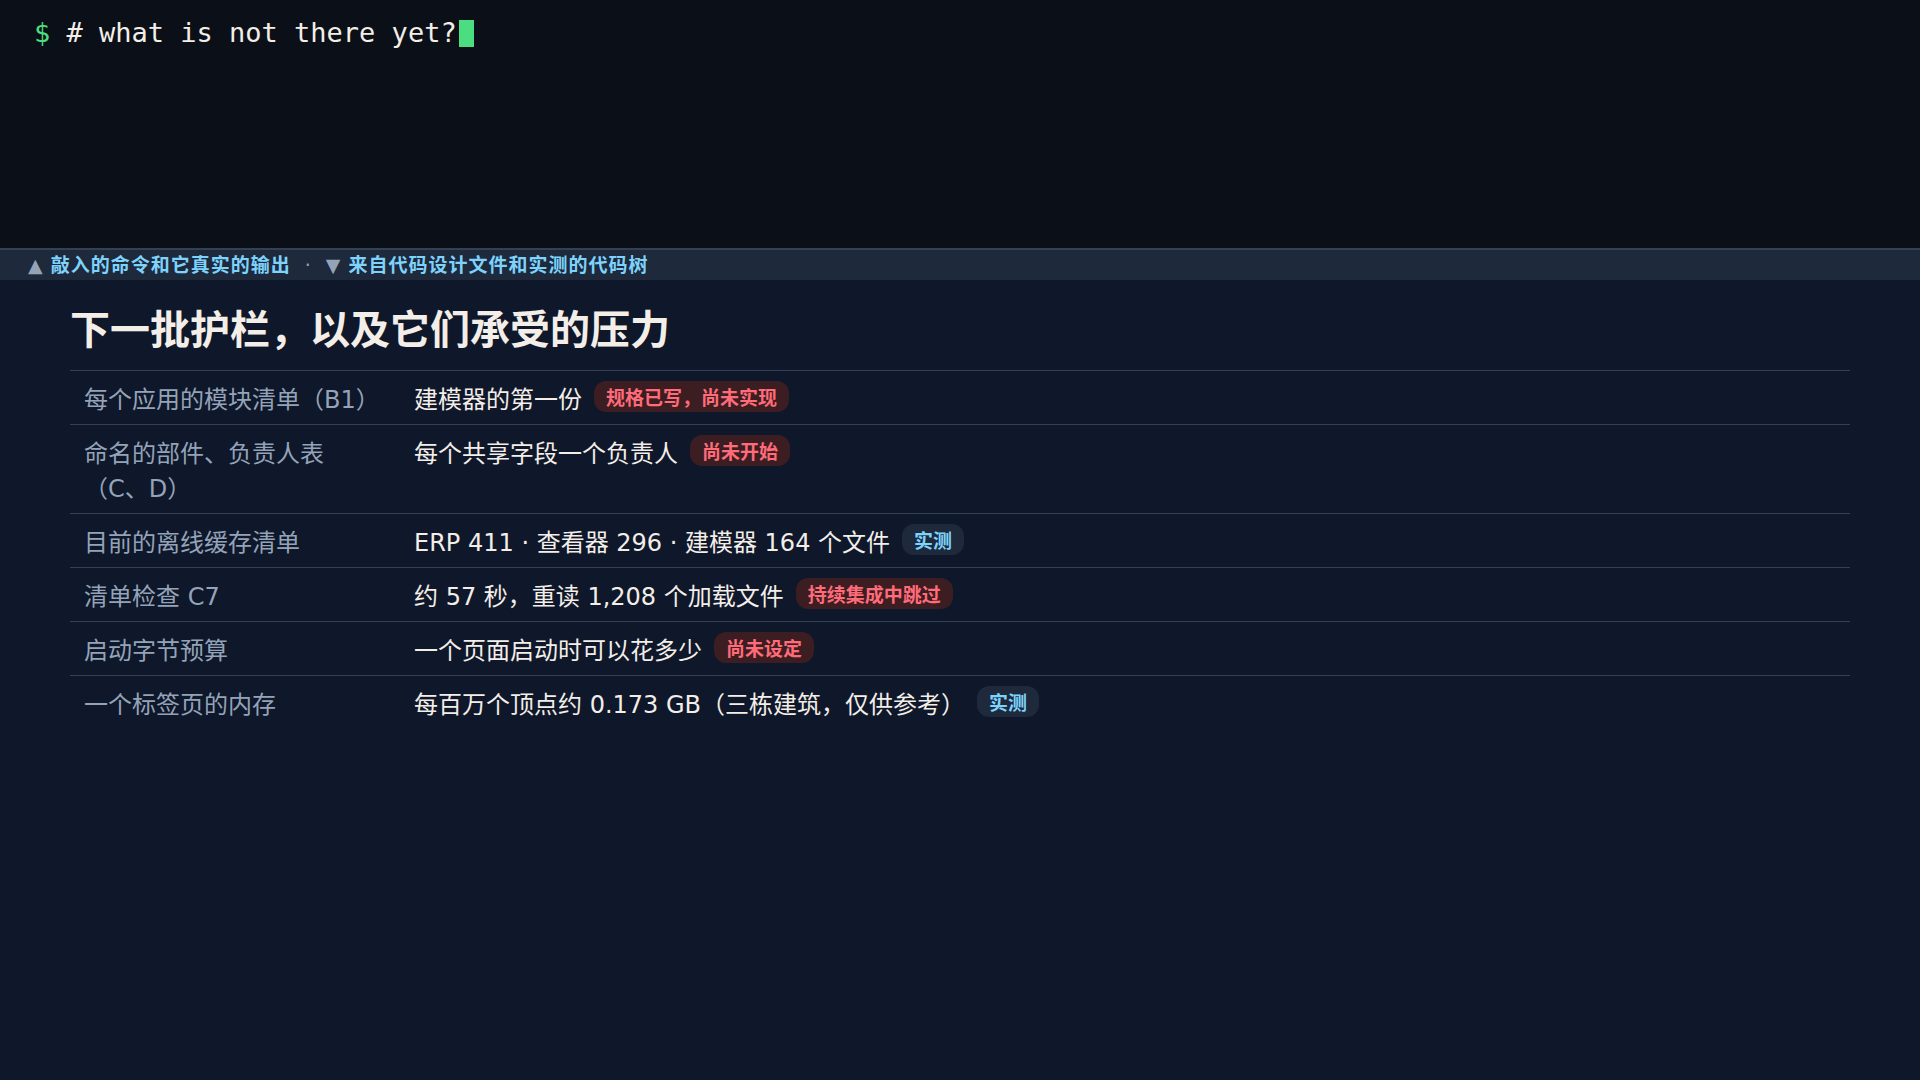 $ # what is not there yet?
▲ 敲入的命令和它真实的输出 · ▼ 来自代码设计文件和实测的代码树
下一批护栏，以及它们承受的压力
每个应用的模块清单（B1） 建模器的第一份 规格已写，尚未实现
命名的部件、负责人表 每个共享字段一个负责人 尚未开始
（C、D）
目前的离线缓存清单 ERP 411 · 查看器 296 · 建模器 164 个文件 实测
清单检查 C7 约 57 秒，重读 1,208 个加载文件 持续集成中跳过
启动字节预算 一个页面启动时可以花多少 尚未设定
一个标签页的内存 每百万个顶点约 0.173 GB（三栋建筑，仅供参考） 实测